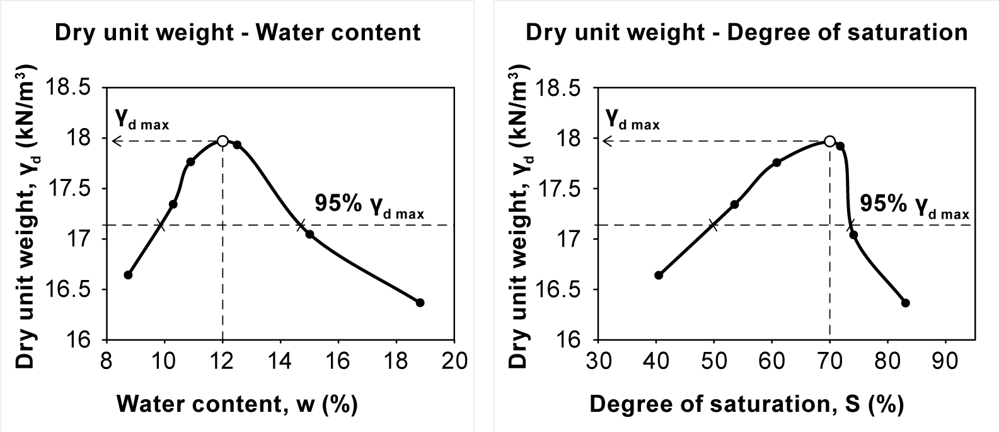 Dry unit weight - Water content
Dry unit weight, γd (kN/m³)
18.5
18
17.5
17
16.5
16
γd max
95% γd max
8 10 12 14 16 18 20
Water content, w (%)
Dry unit weight - Degree of saturation
Dry unit weight, γd (kN/m³)
18.5
18
17.5
17
16.5
16
γd max
95% γd max
30 40 50 60 70 80 90
Degree of saturation, S (%)